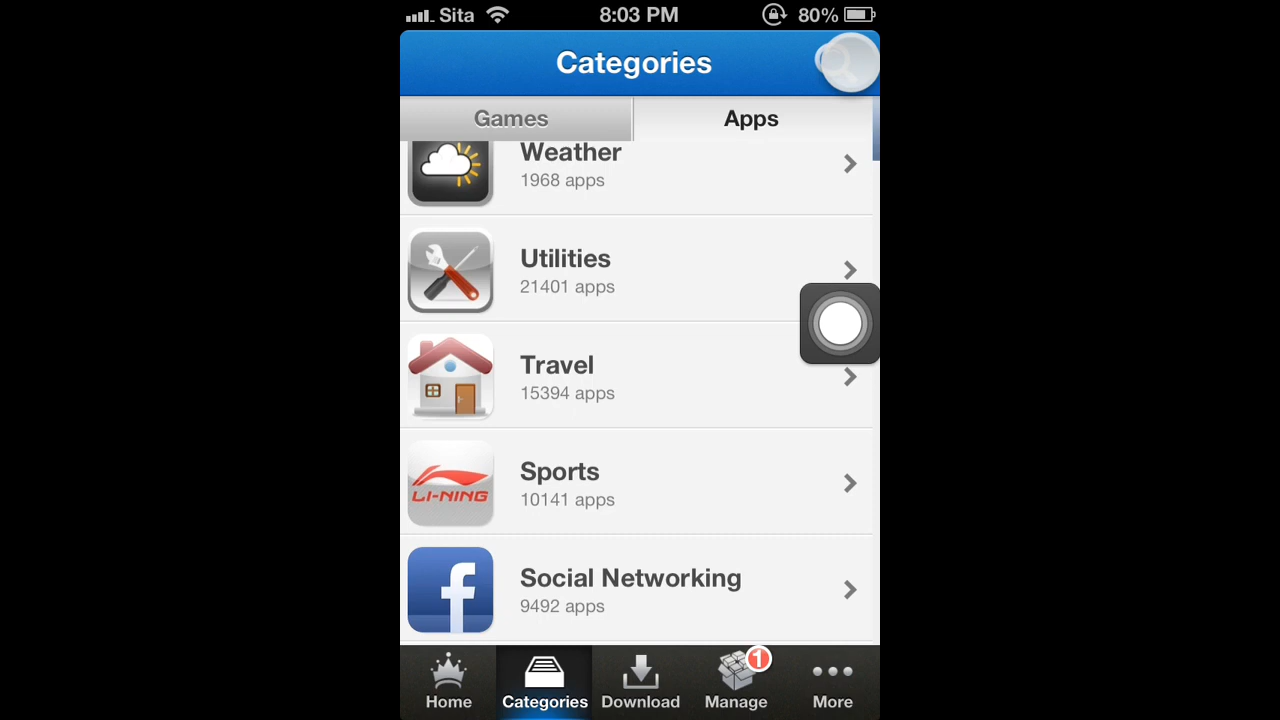 Sita 8:03 PM 80%
Categories
Games Apps
Weather
1968 apps
Utilities
21401 apps
Travel
15394 apps
LI-NING
Sports
10141 apps
f
Social Networking
9492 apps
1
Home Categories Download Manage More